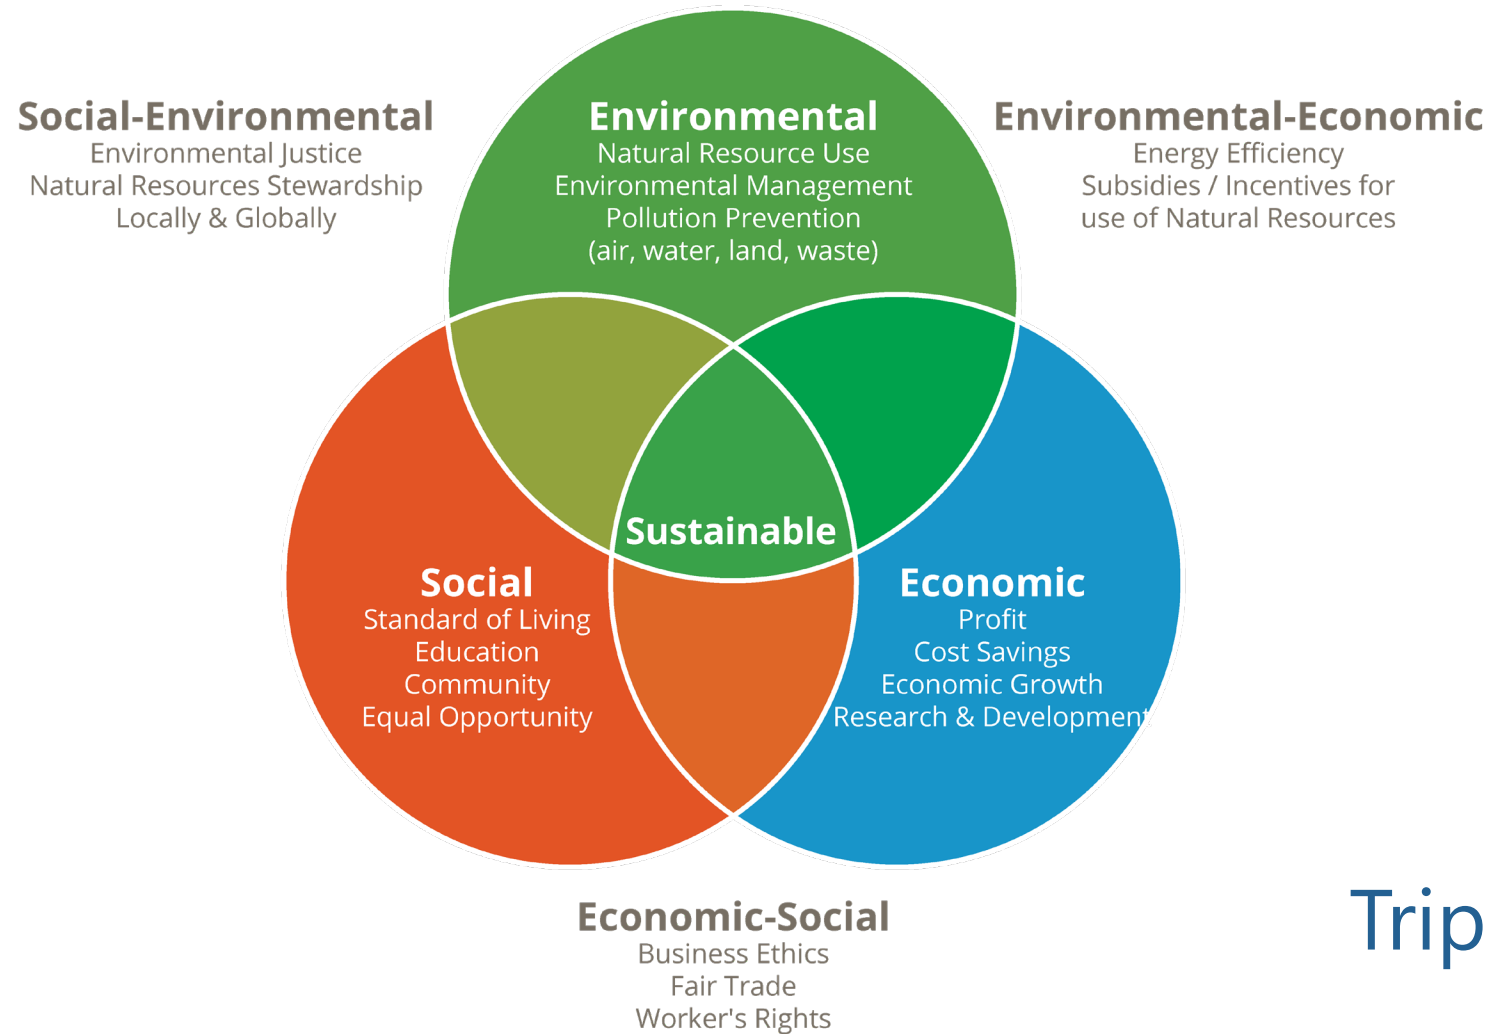 Social-Environmental
Environmental Justice
Natural Resources Stewardship
Locally & Globally
Environmental
Natural Resource Use
Environmental Management
Pollution Prevention
(air, water, land, waste)
Environmental-Economic
Energy Efficiency
Subsidies / Incentives for
use of Natural Resources
Sustainable
Social
Standard of Living
Education
Community
Equal Opportunity
Economic
Profit
Cost Savings
Economic Growth
Research & Development
Economic-Social
Business Ethics
Fair Trade
Worker's Rights
Trip